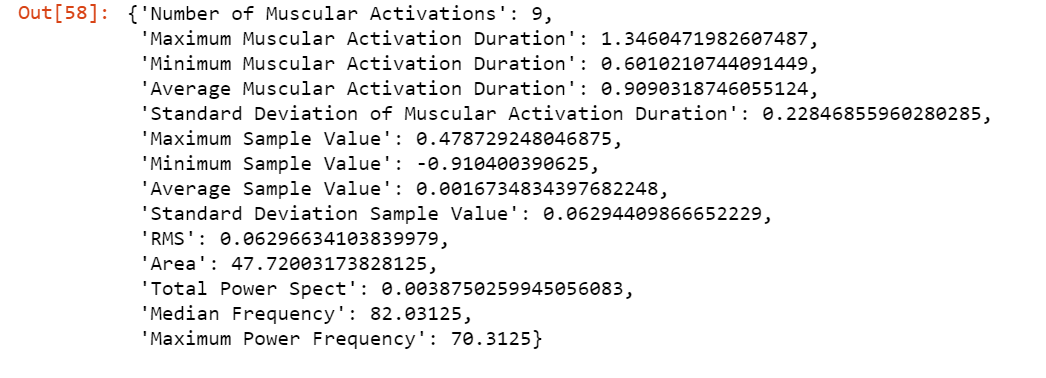 Out[58]: {'Number of Muscular Activations': 9,
'Maximum Muscular Activation Duration': 1.3460471982607487,
'Minimum Muscular Activation Duration': 0.6010210744091449,
'Average Muscular Activation Duration': 0.9090318746055124,
'Standard Deviation of Muscular Activation Duration': 0.22846855960280285,
'Maximum Sample Value': 0.478729248046875,
'Minimum Sample Value': -0.910400390625,
'Average Sample Value': 0.0016734834397682248,
'Standard Deviation Sample Value': 0.06294409866652229,
'RMS': 0.06296634103839979,
'Area': 47.72003173828125,
'Total Power Spect': 0.0038750259945056083,
'Median Frequency': 82.03125,
'Maximum Power Frequency': 70.3125}